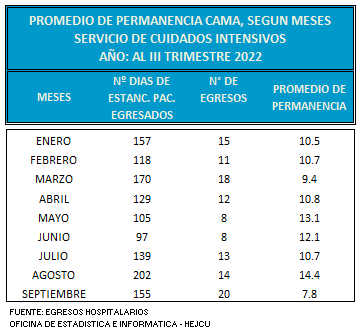 PROMEDIO DE PERMANENCIA CAMA, SEGUN MESES
SERVICIO DE CUIDADOS INTENSIVOS
AÑO: AL III TRIMESTRE 2022
MESES Nº DIAS DE ESTANC. PAC. EGRESADOS N° DE EGRESOS PROMEDIO DE PERMANENCIA
ENERO 157 15 10.5
FEBRERO 118 11 10.7
MARZO 170 18 9.4
ABRIL 129 12 10.8
MAYO 105 8 13.1
JUNIO 97 8 12.1
JULIO 139 13 10.7
AGOSTO 202 14 14.4
SEPTIEMBRE 155 20 7.8
FUENTE: EGRESOS HOSPITALARIOS
OFICINA DE ESTADISTICA E INFORMATICA - HEJCU